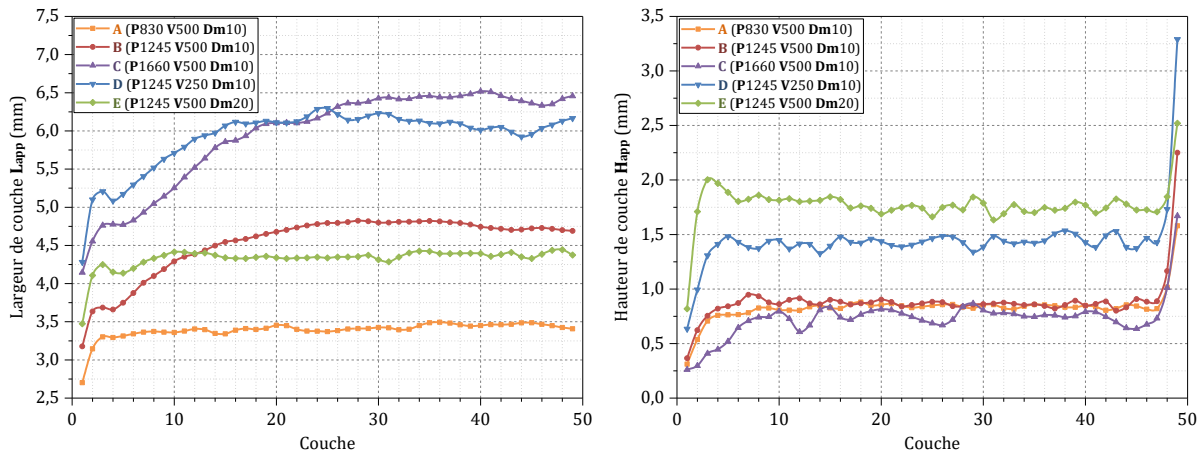 Largeur de couche Lapp (mm)
7,5
7,0
6,5
6,0
5,5
5,0
4,5
4,0
3,5
3,0
2,5
A (P830 V500 Dm10)
B (P1245 V500 Dm10)
C (P1660 V500 Dm10)
D (P1245 V250 Dm10)
E (P1245 V500 Dm20)
0 10 20 30 40 50
Couche
Hauteur de couche Happ (mm)
3,5
3,0
2,5
2,0
1,5
1,0
0,5
0,0
A (P830 V500 Dm10)
B (P1245 V500 Dm10)
C (P1660 V500 Dm10)
D (P1245 V250 Dm10)
E (P1245 V500 Dm20)
0 10 20 30 40 50
Couche